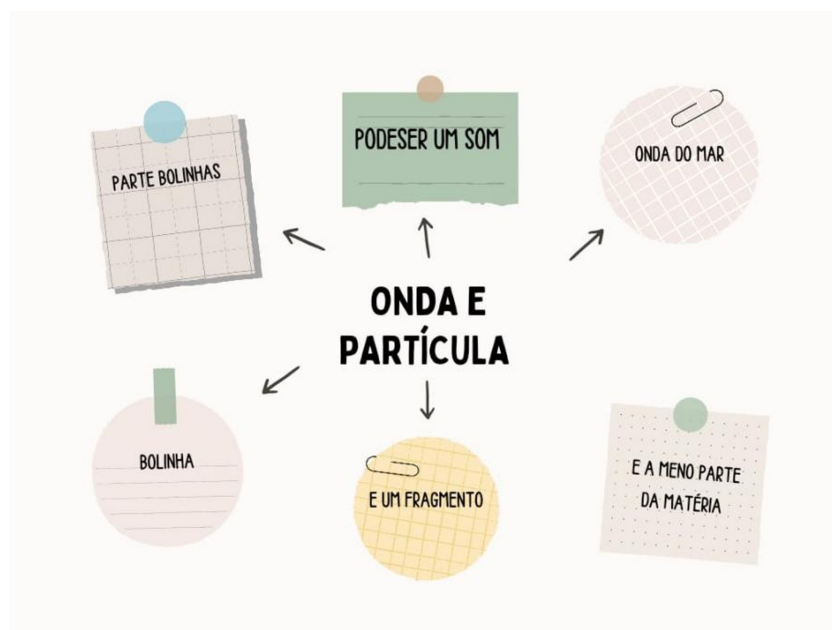 PARTE BOLINHAS
PODESER UM SOM
ONDA DO MAR
ONDA E
PARTÍCULA
BOLINHA
E UM FRAGMENTO
E A MENO PARTE
DA MATÉRIA